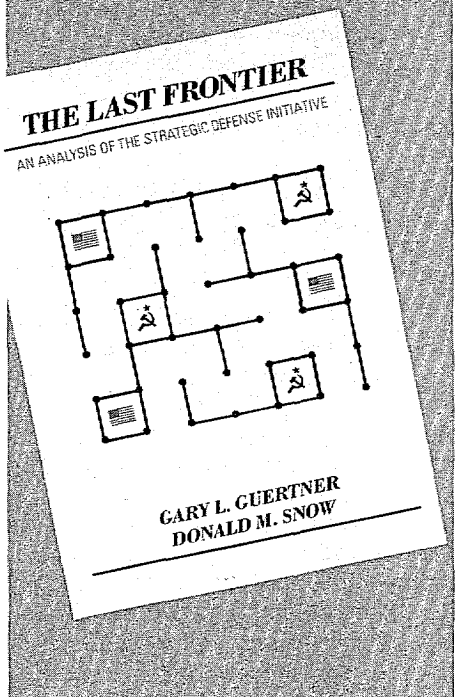 THE LAST FRONTIER
AN ANALYSIS OF THE STRATEGIC DEFENSE INITIATIVE
GARY L. GUERTNER
DONALD M. SNOW